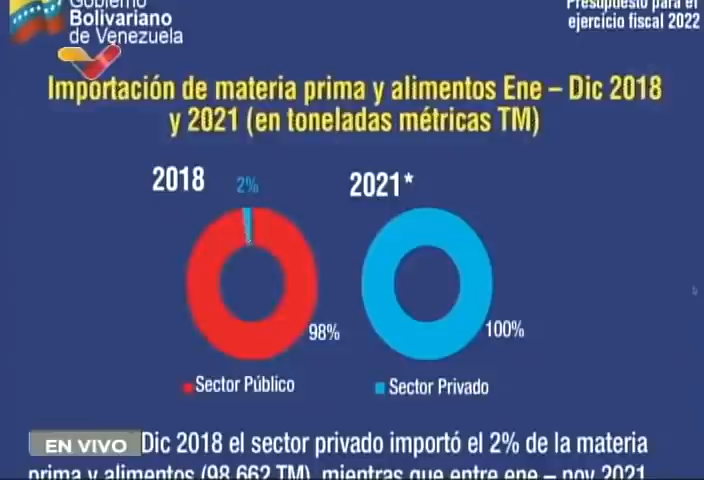 Gobierno
Bolivariano
de Venezuela
Presupuesto para el
ejercicio fiscal 2022
Importación de materia prima y alimentos Ene – Dic 2018
y 2021 (en toneladas métricas TM)
2018
2%
2021*
98%
100%
Sector Público
Sector Privado
EN VIVO Dic 2018 el sector privado importó el 2% de la materia
prima y alimentos (98.662 TM), mientras que entre ene – nov 2021